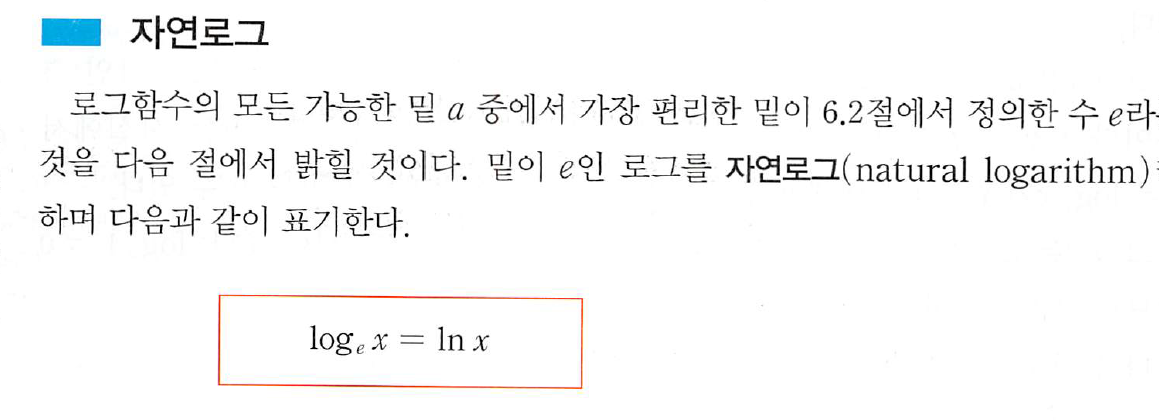 자연로그
로그함수의 모든 가능한 밑 a 중에서 가장 편리한 밑이 6.2절에서 정의한 수 e라
것을 다음 절에서 밝힐 것이다. 밑이 e인 로그를 자연로그(natural logarithm)
하며 다음과 같이 표기한다.
logₑ x = ln x